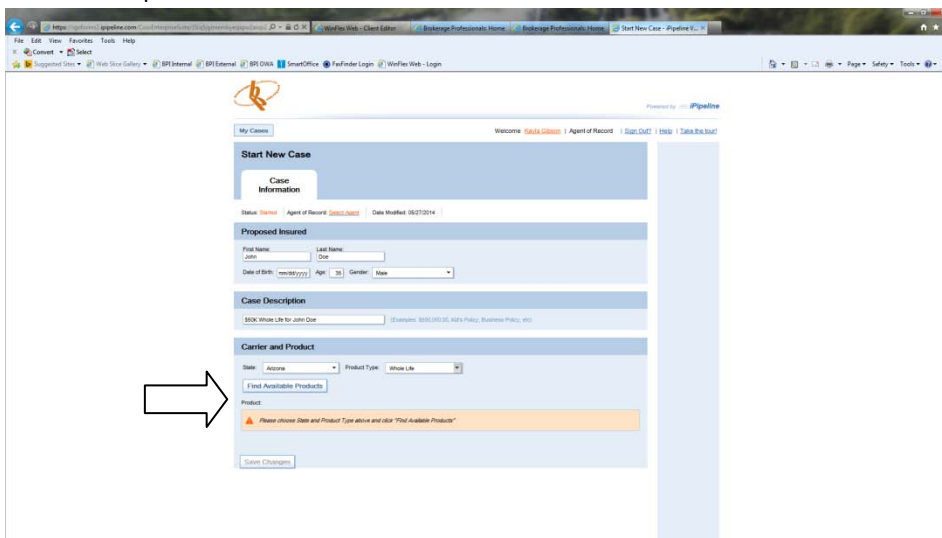 ipipeline.com
WinFlex Web - Client Editor
Brokerage Professionals: Home
Brokerage Professionals: Home
Start New Case - iPipeline V...
File Edit View Favorites Tools Help
Convert Select
Suggested Sites Web Slice Gallery BPI Internal BPI External BPI OWA SmartOffice FaxFinder Login WinFlex Web - Login
Page Safety Tools
Powered by iPipeline
My Cases Welcome Kayla Gibson | Agent of Record | Sign Out? | Help | Take the tour!
Start New Case
Case
Information
Status: Started Agent of Record: Select Agent Date Modified: 05/27/2014
Proposed Insured
First Name: Last Name:
John Doe
Date of Birth: mm/dd/yyyy Age: 35 Gender: Male
Case Description
$50K Whole Life for John Doe (Examples: $550,000.00, Kid's Policy, Business Policy, etc)
Carrier and Product
State: Arizona Product Type: Whole Life
Find Available Products
Product:
Please choose State and Product Type above and click "Find Available Products"
Save Changes